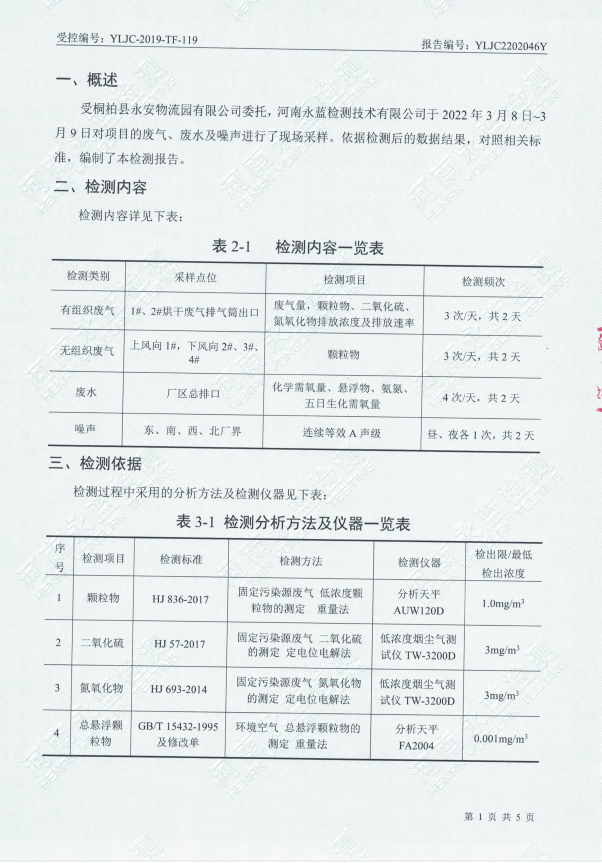 受控编号：YLJC-2019-TF-119
报告编号：YLJC2202046Y
一、概述
受桐柏县永安物流园有限公司委托，河南永蓝检测技术有限公司于 2022 年 3 月 8 日~3
月 9 日对项目的废气、废水及噪声进行了现场采样。依据检测后的数据结果，对照相关标
准，编制了本检测报告。
二、检测内容
检测内容详见下表：
表 2-1 检测内容一览表
检测类别 采样点位 检测项目 检测频次
有组织废气 1#、2#烘干废气排气筒出口 废气量，颗粒物、二氧化硫、
氮氧化物排放浓度及排放速率 3 次/天，共 2 天
无组织废气 上风向 1#，下风向 2#、3#、
4# 颗粒物 3 次/天，共 2 天
废水 厂区总排口 化学需氧量、悬浮物、氨氮、
五日生化需氧量 4 次/天，共 2 天
噪声 东、南、西、北厂界 连续等效 A 声级 昼、夜各 1 次，共 2 天
三、检测依据
检测过程中采用的分析方法及检测仪器见下表：
表 3-1 检测分析方法及仪器一览表
序
号 检测项目 检测标准 检测方法 检测仪器 检出限/最低
检出浓度
1 颗粒物 HJ 836-2017 固定污染源废气 低浓度颗
粒物的测定 重量法 分析天平
AUW120D 1.0mg/m³
2 二氧化硫 HJ 57-2017 固定污染源废气 二氧化硫
的测定 定电位电解法 低浓度烟尘气测
试仪 TW-3200D 3mg/m³
3 氮氧化物 HJ 693-2014 固定污染源废气 氮氧化物
的测定 定电位电解法 低浓度烟尘气测
试仪 TW-3200D 3mg/m³
4 总悬浮颗
粒物 GB/T 15432-1995
及修改单 环境空气 总悬浮颗粒物的
测定 重量法 分析天平
FA2004 0.001mg/m³
第 1 页 共 5 页